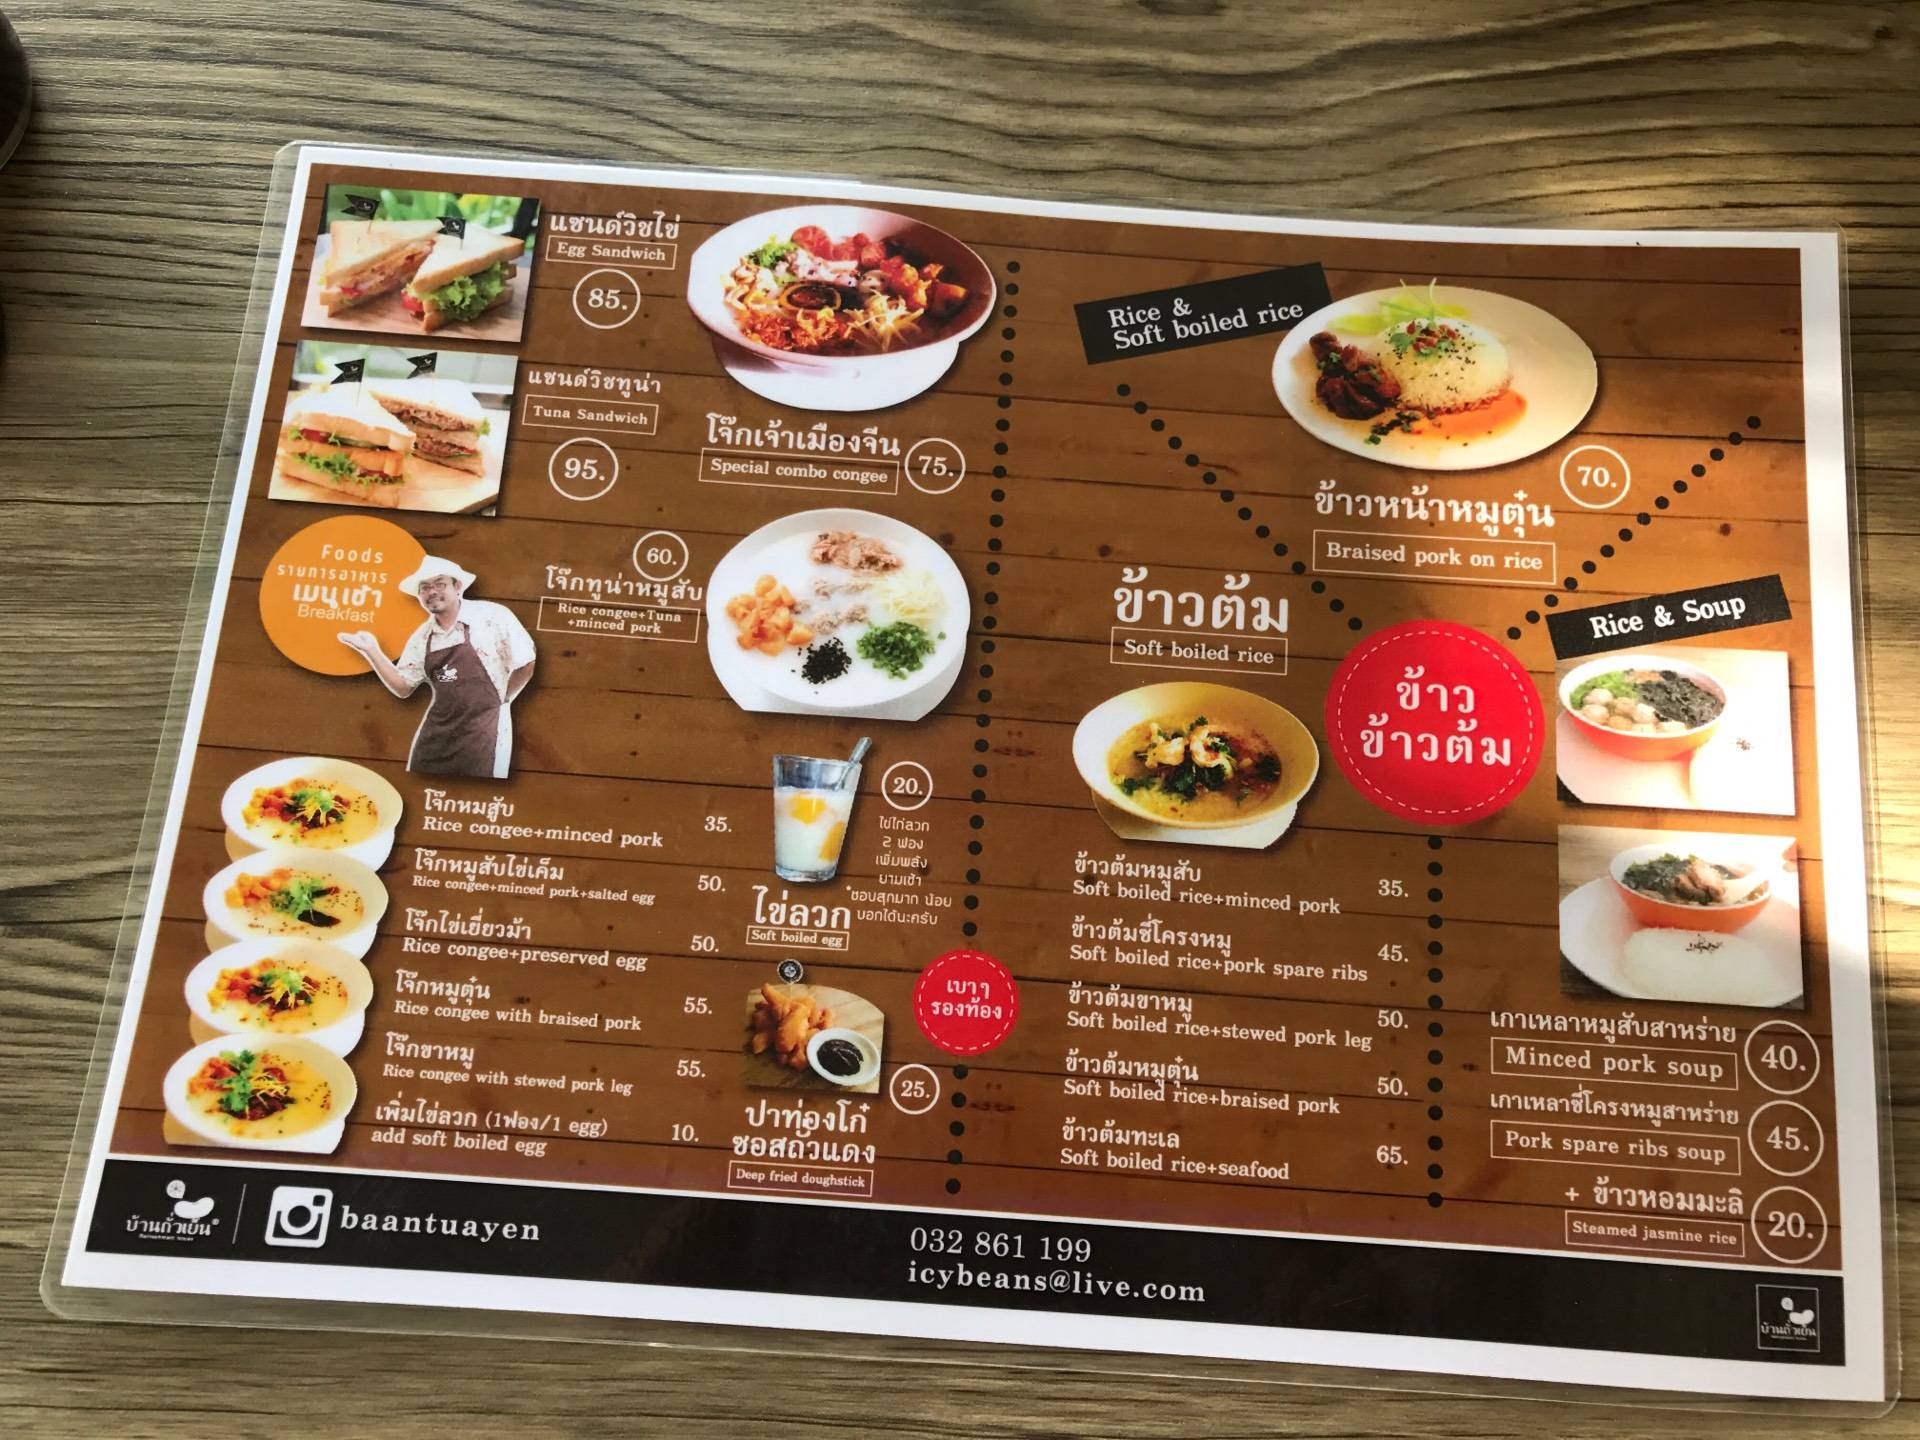 แซนด์วิชไข่
Egg Sandwich
85.
แซนด์วิชทูน่า
Tuna Sandwich
95.
โจ๊กเจ้าเมืองจีน
Special combo congee
75.
Foods
รายการอาหาร
เมนูเช้า
Breakfast
60.
โจ๊กทูน่าหมูสับ
Rice congee+Tuna
+minced pork
โจ๊กหมูสับ
Rice congee+minced pork 35.
โจ๊กหมูสับไข่เค็ม
Rice congee+minced pork+salted egg 50.
โจ๊กไข่เยี่ยวม้า
Rice congee+preserved egg 50.
โจ๊กหมูตุ๋น
Rice congee with braised pork 55.
โจ๊กขาหมู
Rice congee with stewed pork leg 55.
เพิ่มไข่ลวก (1ฟอง/1 egg)
add soft boiled egg 10.
20.
ไข่ไก่ลวก
2 ฟอง
เพิ่มพลัง
ยามเช้า
*ชอบสุกมาก น้อย
บอกได้นะครับ
ไข่ลวก
Soft boiled egg
เบาๆ
รองท้อง
25.
ปาท่องโก๋
ซอสถั่วแดง
Deep fried doughstick
Rice &
Soft boiled rice
70.
ข้าวหน้าหมูตุ๋น
Braised pork on rice
ข้าวต้ม
Soft boiled rice
ข้าว
ข้าวต้ม
ข้าวต้มหมูสับ
Soft boiled rice+minced pork 35.
ข้าวต้มซี่โครงหมู
Soft boiled rice+pork spare ribs 45.
ข้าวต้มขาหมู
Soft boiled rice+stewed pork leg 50.
ข้าวต้มหมูตุ๋น
Soft boiled rice+braised pork 50.
ข้าวต้มทะเล
Soft boiled rice+seafood 65.
Rice & Soup
เกาเหลาหมูสับสาหร่าย
Minced pork soup
40.
เกาเหลาซี่โครงหมูสาหร่าย
Pork spare ribs soup
45.
+ ข้าวหอมมะลิ
Steamed jasmine rice
20.
บ้านถั่วเย็น®
baantuayen
032 861 199
icybeans@live.com
บ้านถั่วเย็น